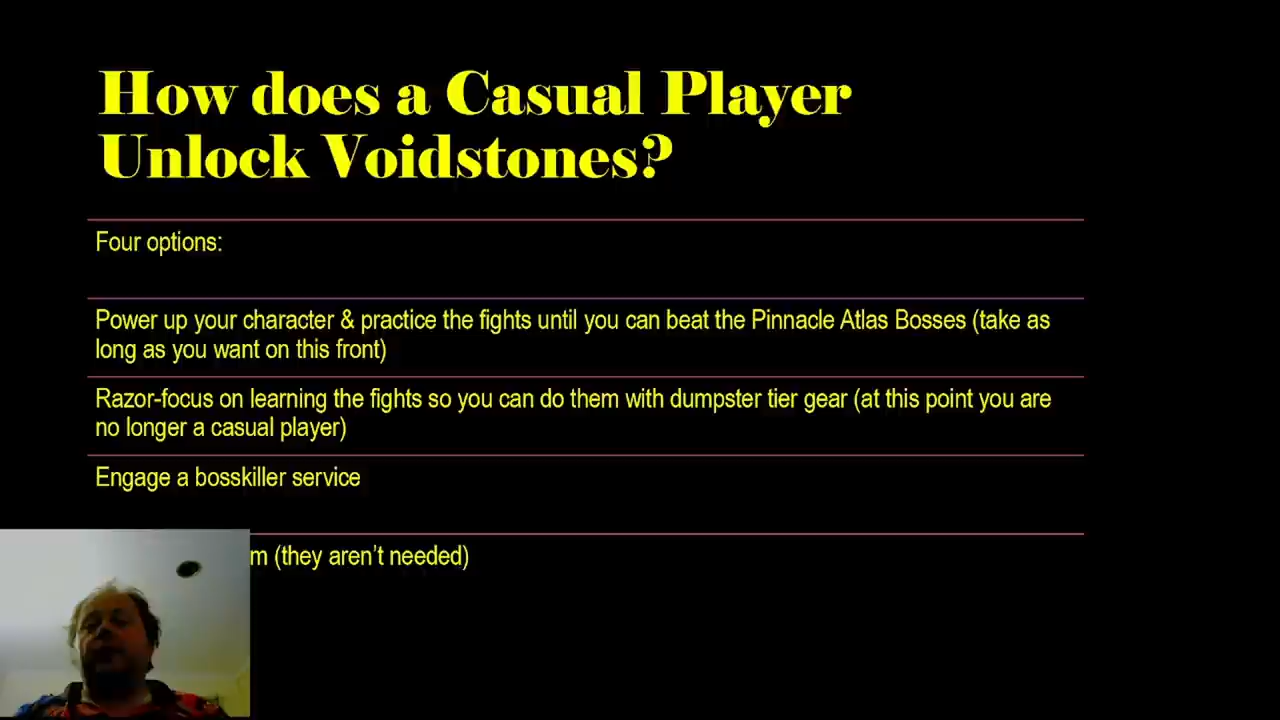 How does a Casual Player
Unlock Voidstones?
Four options:
Power up your character & practice the fights until you can beat the Pinnacle Atlas Bosses (take as
long as you want on this front)
Razor-focus on learning the fights so you can do them with dumpster tier gear (at this point you are
no longer a casual player)
Engage a bosskiller service
(they aren't needed)